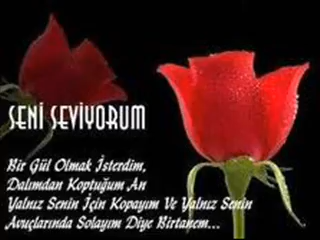 SENİ SEVİYORUM
Bir Gül Olmak İsterdim,
Dalımdan Koptuğum An
Yalnız Senin İçin Kopayım Ve Yalnız Senin
Avuçlarında Solayım Diye Birtanem...